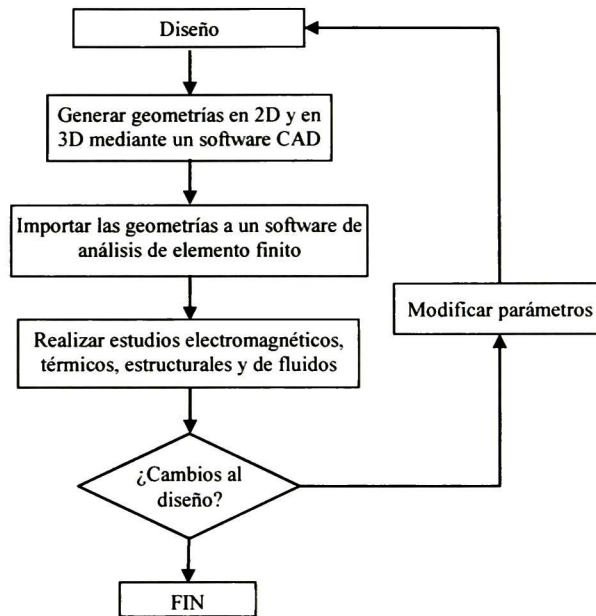 Diseño
Generar geometrías en 2D y en
3D mediante un software CAD
Importar las geometrías a un software de
análisis de elemento finito
Realizar estudios electromagnéticos,
térmicos, estructurales y de fluidos
Modificar parámetros
¿Cambios al
diseño?
FIN